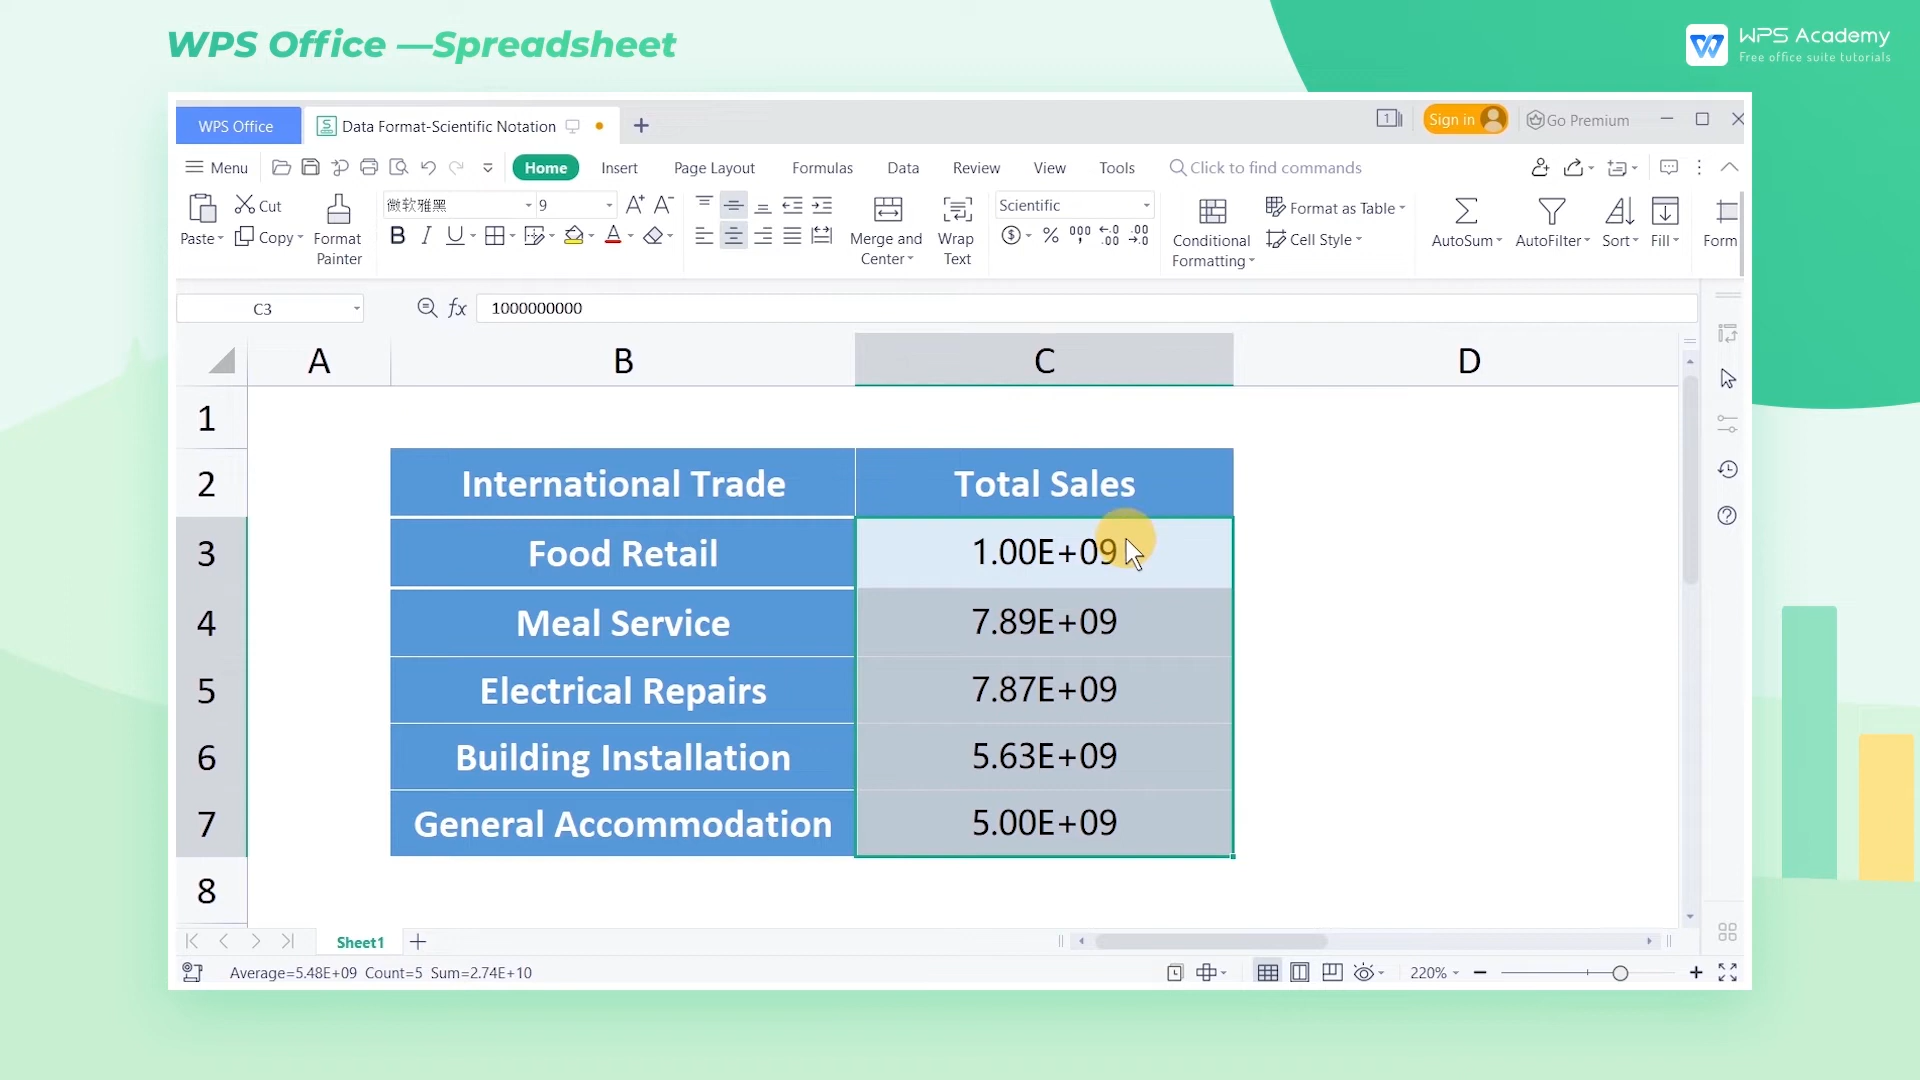 WPS Office —Spreadsheet
WPS Academy
Free office suite tutorials
WPS Office
Data Format-Scientific Notation
1
Sign in
Go Premium
Menu
Home
Insert
Page Layout
Formulas
Data
Review
View
Tools
Click to find commands
Paste
Cut
Copy
Format
Painter
微软雅黑
9
Merge and
Center
Wrap
Text
Scientific
Conditional
Formatting
Format as Table
Cell Style
AutoSum
AutoFilter
Sort
Fill
Form
C3
fx
1000000000
A B C D
1
2 International Trade Total Sales
3 Food Retail 1.00E+09
4 Meal Service 7.89E+09
5 Electrical Repairs 7.87E+09
6 Building Installation 5.63E+09
7 General Accommodation 5.00E+09
8
Sheet1
Average=5.48E+09 Count=5 Sum=2.74E+10
220%